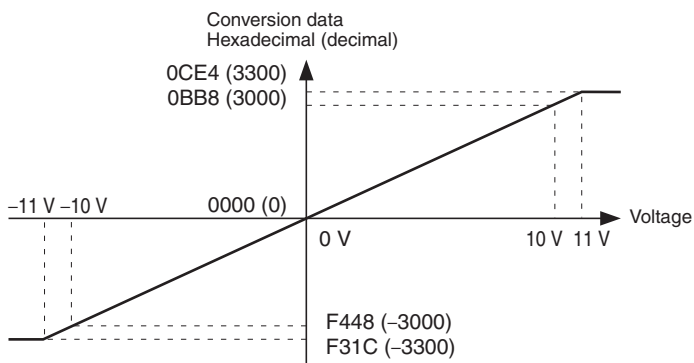 Conversion data
Hexadecimal (decimal)
0CE4 (3300)
0BB8 (3000)
−11 V −10 V
0000 (0)
Voltage
0 V
10 V
11 V
F448 (−3000)
F31C (−3300)